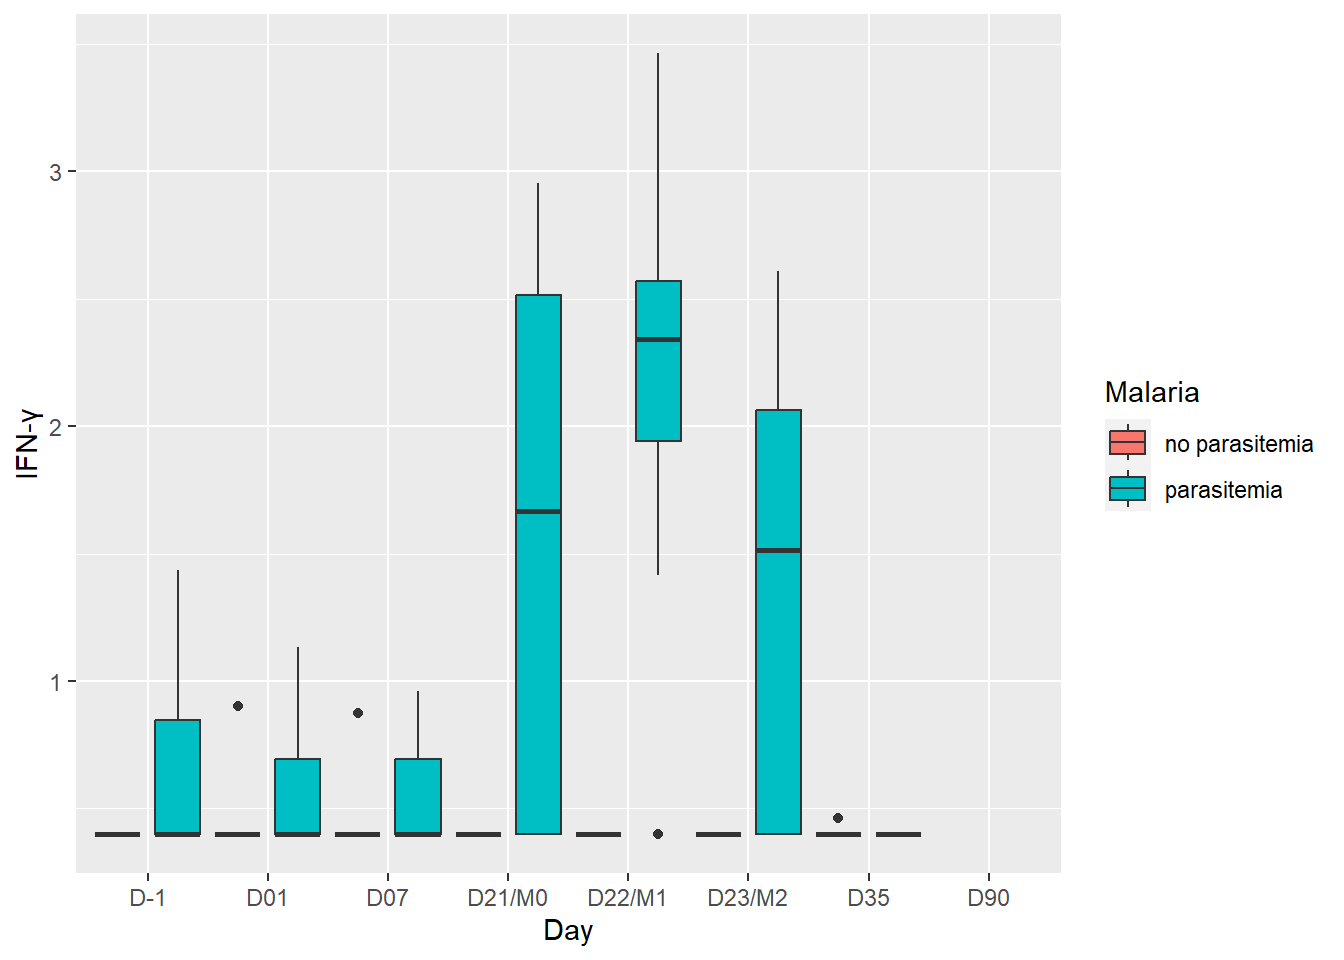 3
2
1
IFN-γ
D-1 D01 D07 D21/M0 D22/M1 D23/M2 D35 D90
Day
Malaria
no parasitemia
parasitemia